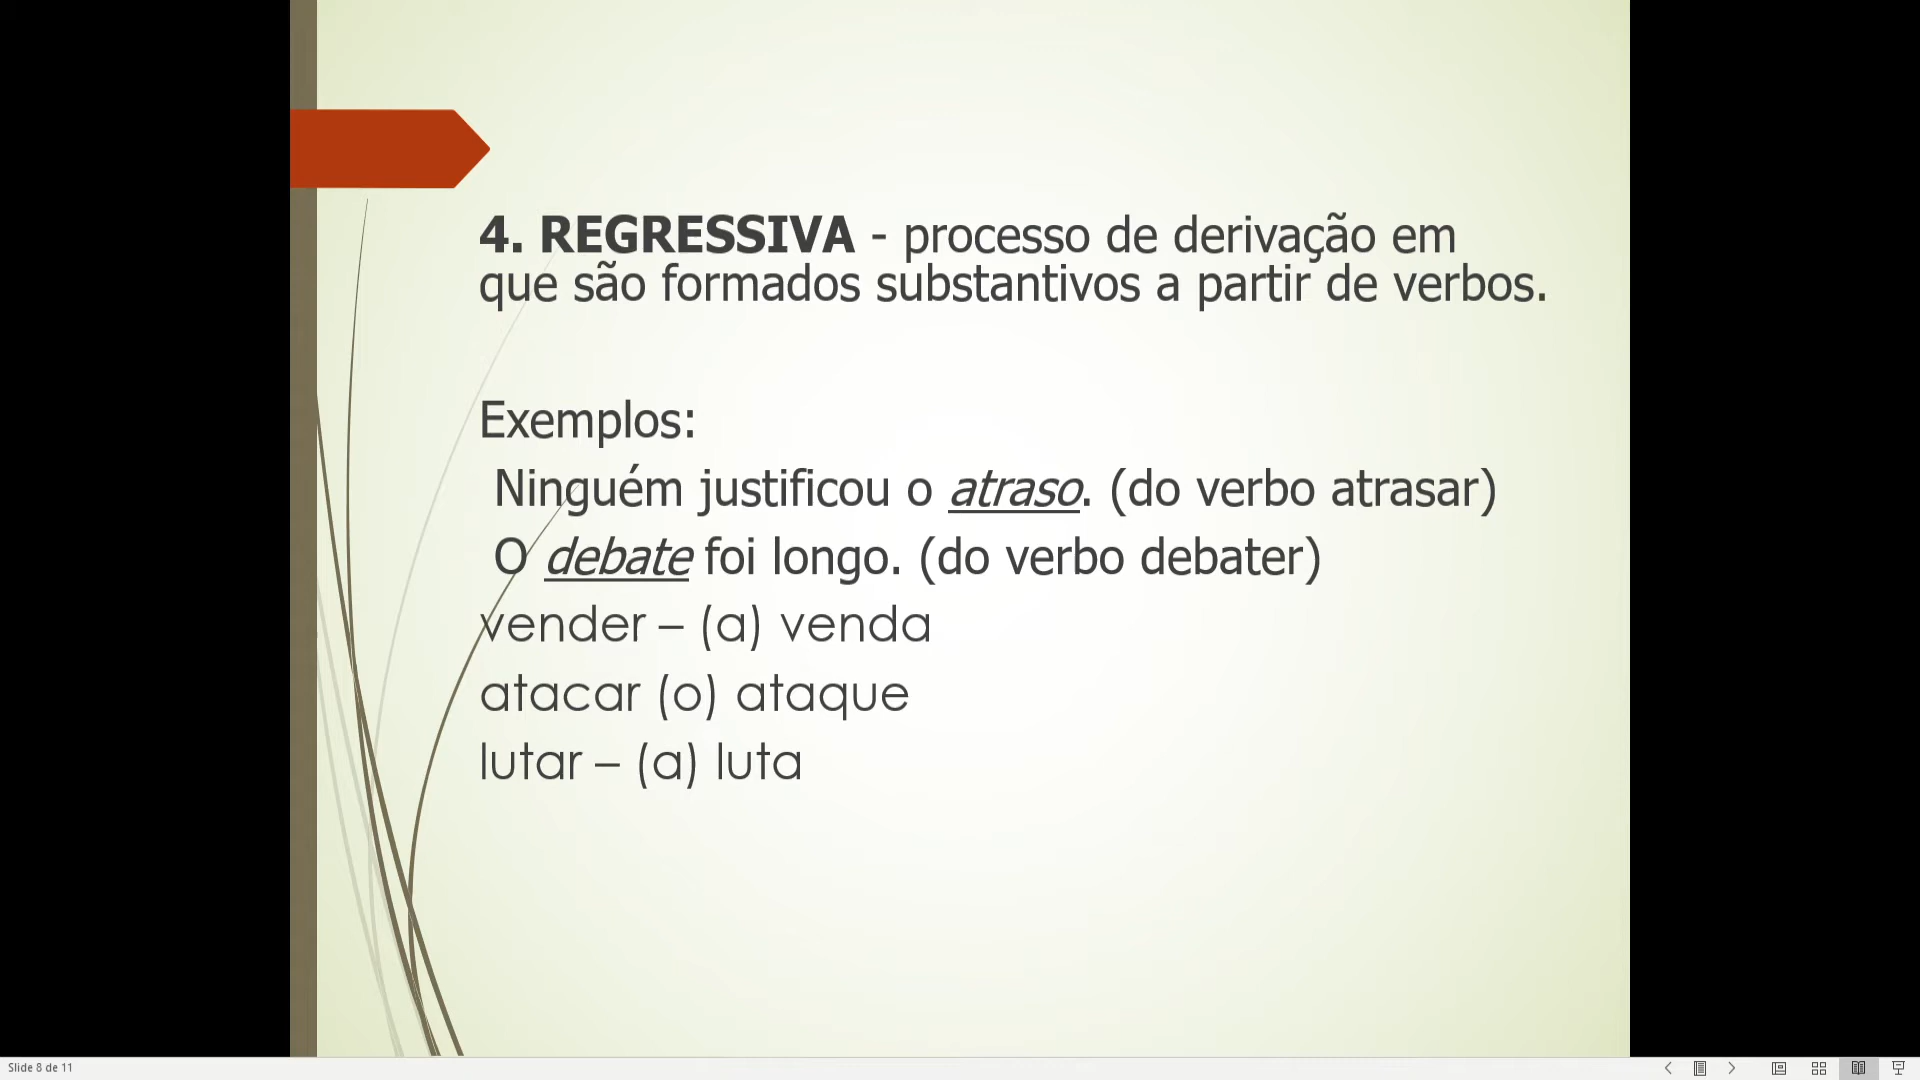 4. REGRESSIVA - processo de derivação em
que são formados substantivos a partir de verbos.
Exemplos:
Ninguém justificou o atraso. (do verbo atrasar)
O debate foi longo. (do verbo debater)
vender – (a) venda
atacar (o) ataque
lutar – (a) luta
Slide 8 de 11